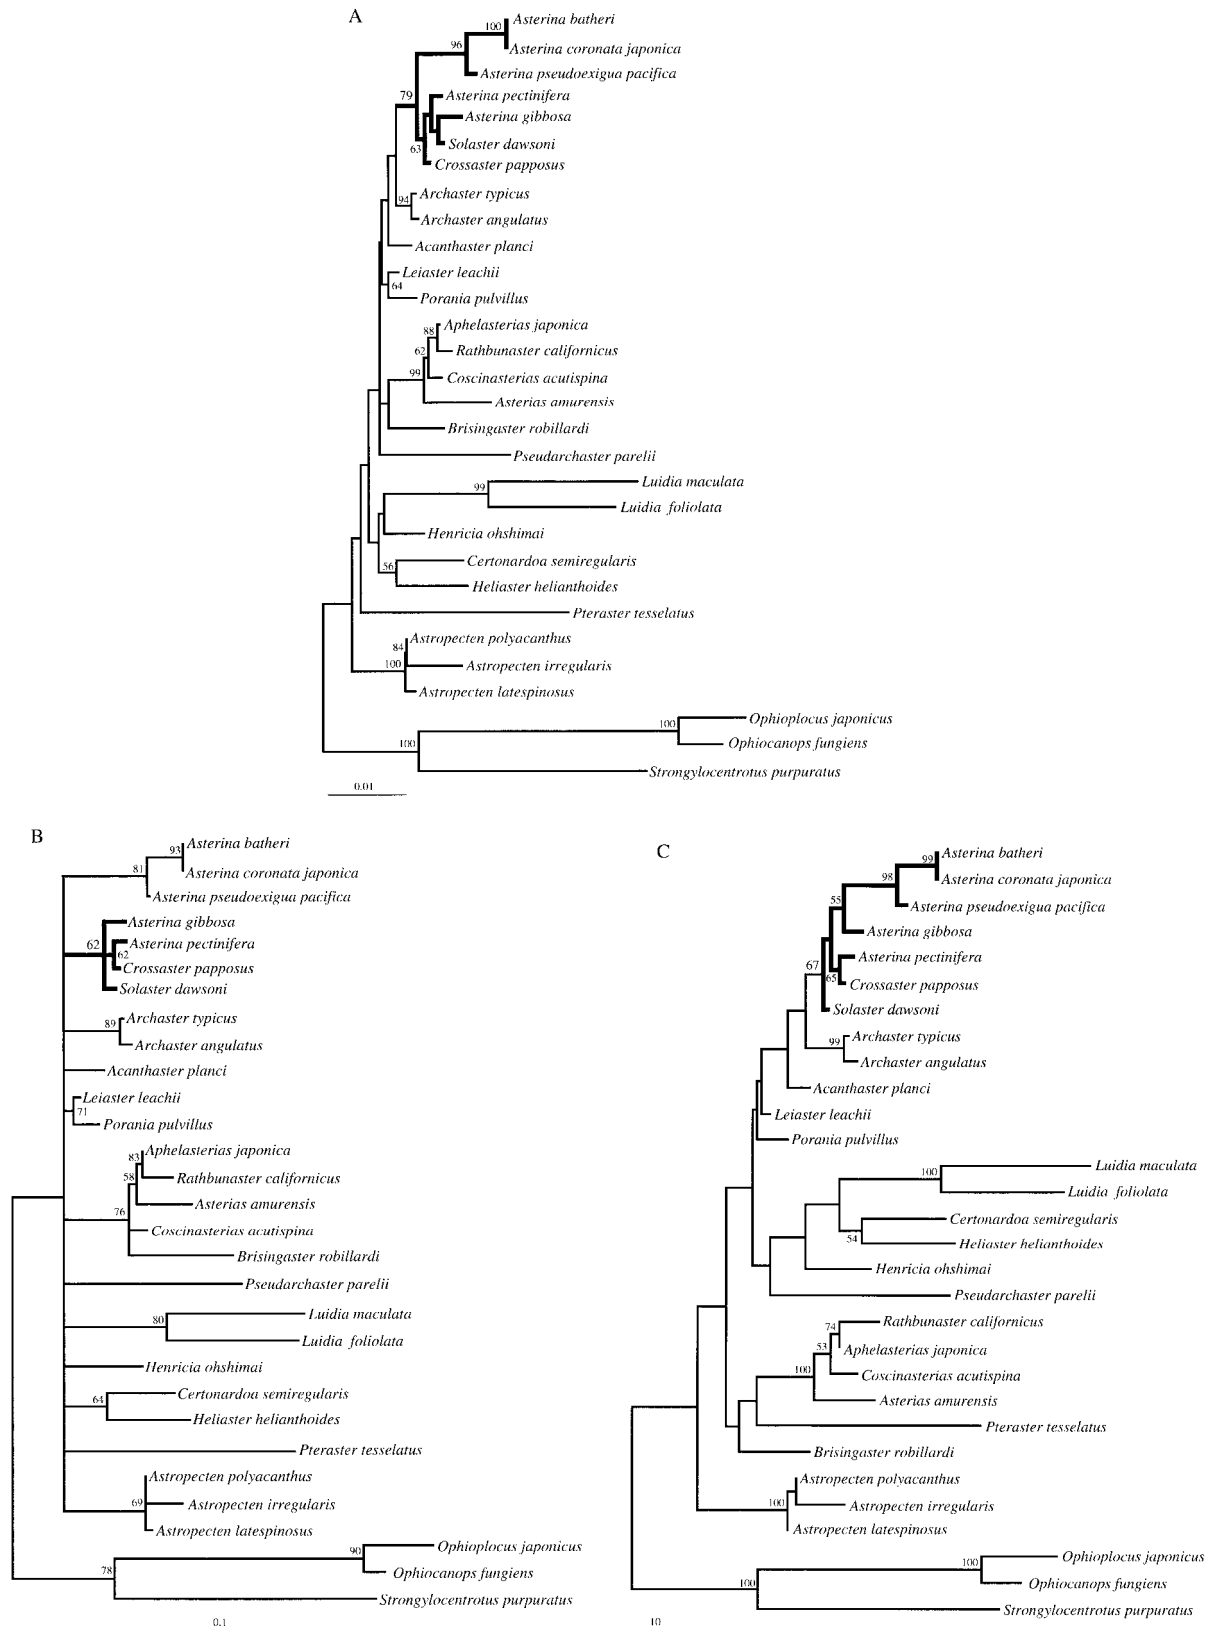 A
100
Asterina batheri
96
Asterina coronata japonica
Asterina pseudoexigua pacifica
79
Asterina pectinifera
Asterina gibbosa
63
Solaster dawsoni
Crossaster papposus
94
Archaster typicus
Archaster angulatus
Acanthaster planci
Leiaster leachii
64
Porania pulvillus
88
Aphelasterias japonica
62
Rathbunaster californicus
99
Coscinasterias acutispina
Asterias amurensis
Brisingaster robillardi
Pseudarchaster parelii
99
Luidia maculata
Luidia foliolata
Henricia ohshimai
56
Certonardoa semiregularis
Heliaster helianthoides
Pteraster tesselatus
84
Astropecten polyacanthus
100
Astropecten irregularis
Astropecten latespinosus
100
Ophioplocus japonicus
100
Ophiocanops fungiens
Strongylocentrotus purpuratus
0.01
B
93
Asterina batheri
81
Asterina coronata japonica
Asterina pseudoexigua pacifica
Asterina gibbosa
62
Asterina pectinifera
62
Crossaster papposus
Solaster dawsoni
89
Archaster typicus
Archaster angulatus
Acanthaster planci
Leiaster leachii
71
Porania pulvillus
83
Aphelasterias japonica
58
Rathbunaster californicus
Asterias amurensis
76
Coscinasterias acutispina
Brisingaster robillardi
Pseudarchaster parelii
80
Luidia maculata
Luidia foliolata
Henricia ohshimai
64
Certonardoa semiregularis
Heliaster helianthoides
Pteraster tesselatus
Astropecten polyacanthus
69
Astropecten irregularis
Astropecten latespinosus
90
Ophioplocus japonicus
78
Ophiocanops fungiens
Strongylocentrotus purpuratus
0.1
C
99
Asterina batheri
98
Asterina coronata japonica
55
Asterina pseudoexigua pacifica
Asterina gibbosa
67
Asterina pectinifera
65
Crossaster papposus
Solaster dawsoni
99
Archaster typicus
Archaster angulatus
Acanthaster planci
Leiaster leachii
Porania pulvillus
100
Luidia maculata
Luidia foliolata
54
Certonardoa semiregularis
Heliaster helianthoides
Henricia ohshimai
Pseudarchaster parelii
74
Rathbunaster californicus
53
Aphelasterias japonica
100
Coscinasterias acutispina
Asterias amurensis
Pteraster tesselatus
Brisingaster robillardi
Astropecten polyacanthus
100
Astropecten irregularis
Astropecten latespinosus
100
Ophioplocus japonicus
100
Ophiocanops fungiens
Strongylocentrotus purpuratus
10